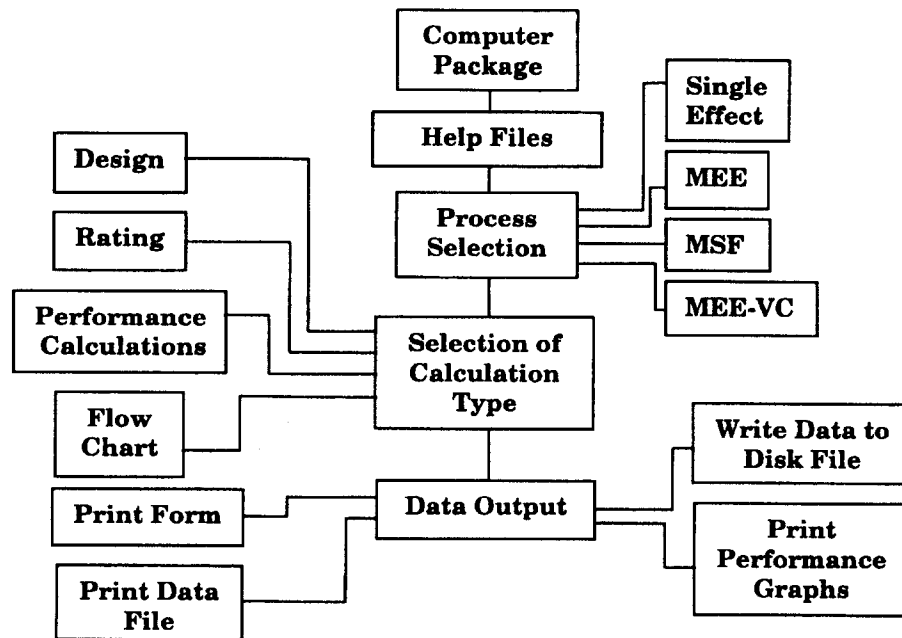 Computer
Package
Help Files
Single
Effect
Design
MEE
Process
Selection
Rating
MSF
MEE-VC
Performance
Calculations
Selection of
Calculation
Type
Flow
Chart
Write Data to
Disk File
Data Output
Print Form
Print
Performance
Graphs
Print Data
File